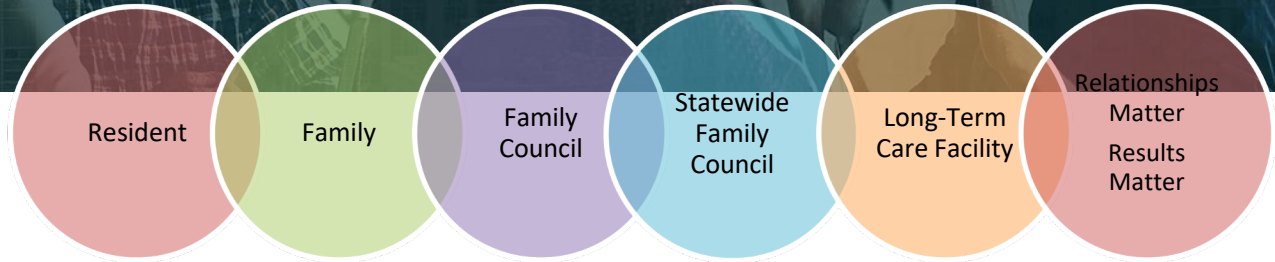 Resident
Family
Family
Council
Statewide
Family
Council
Long-Term
Care Facility
Relationships
Matter
Results
Matter